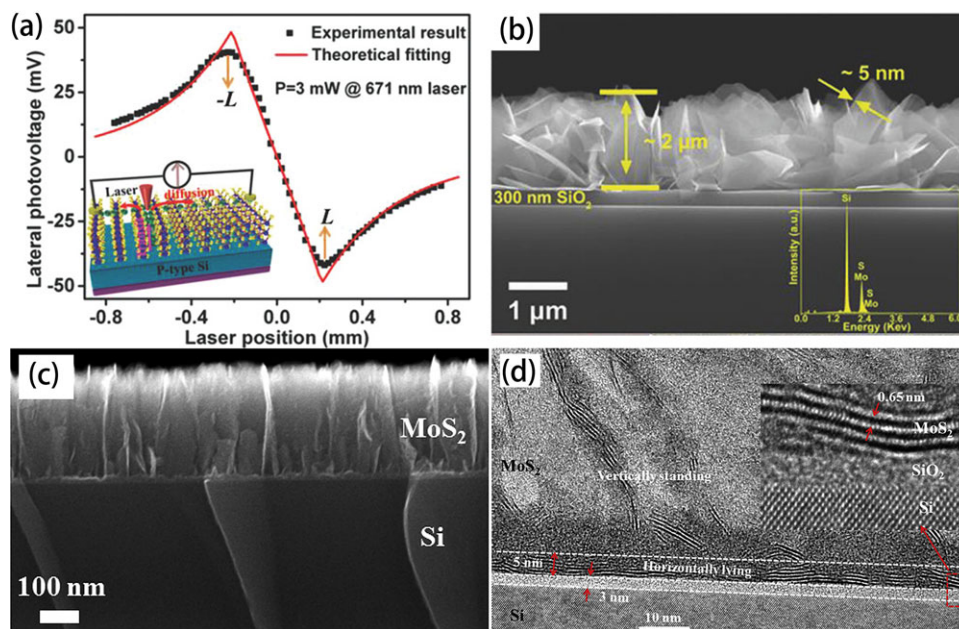 (a)
50
25
0
-25
-50
Lateral photovoltage (mV)
Experimental result
Theoretical fitting
P=3 mW @ 671 nm laser
-L
L
Laser
diffusion
P-type Si
-0.8
-0.4
0.0
0.4
0.8
Laser position (mm)
(b)
~ 5 nm
~ 2 μm
300 nm SiO2
1 μm
Intensity (a.u.)
Si
S
Mo
S
Mo
0.0 1.2 2.4 3.6 4.8 6.0
Energy (Kev)
(c)
MoS2
Si
100 nm
(d)
0.65 nm
MoS2
SiO2
Si
MoS2
Vertically standing
Horizontally lying
5 nm
3 nm
Si
10 nm